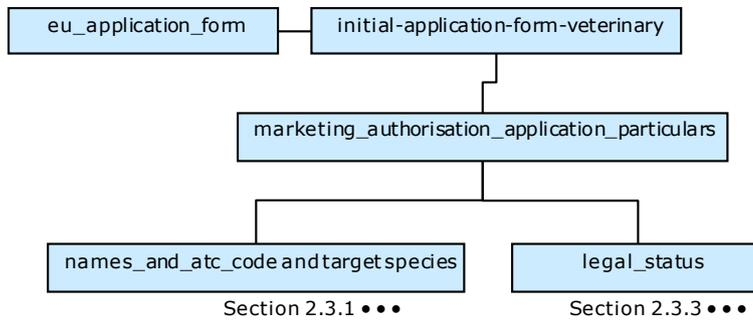 eu_application_form
initial-application-form-veterinary
marketing_authorisation_application_particulars
names_and_atc_code and target species
legal_status
Section 2.3.1 •••
Section 2.3.3 •••